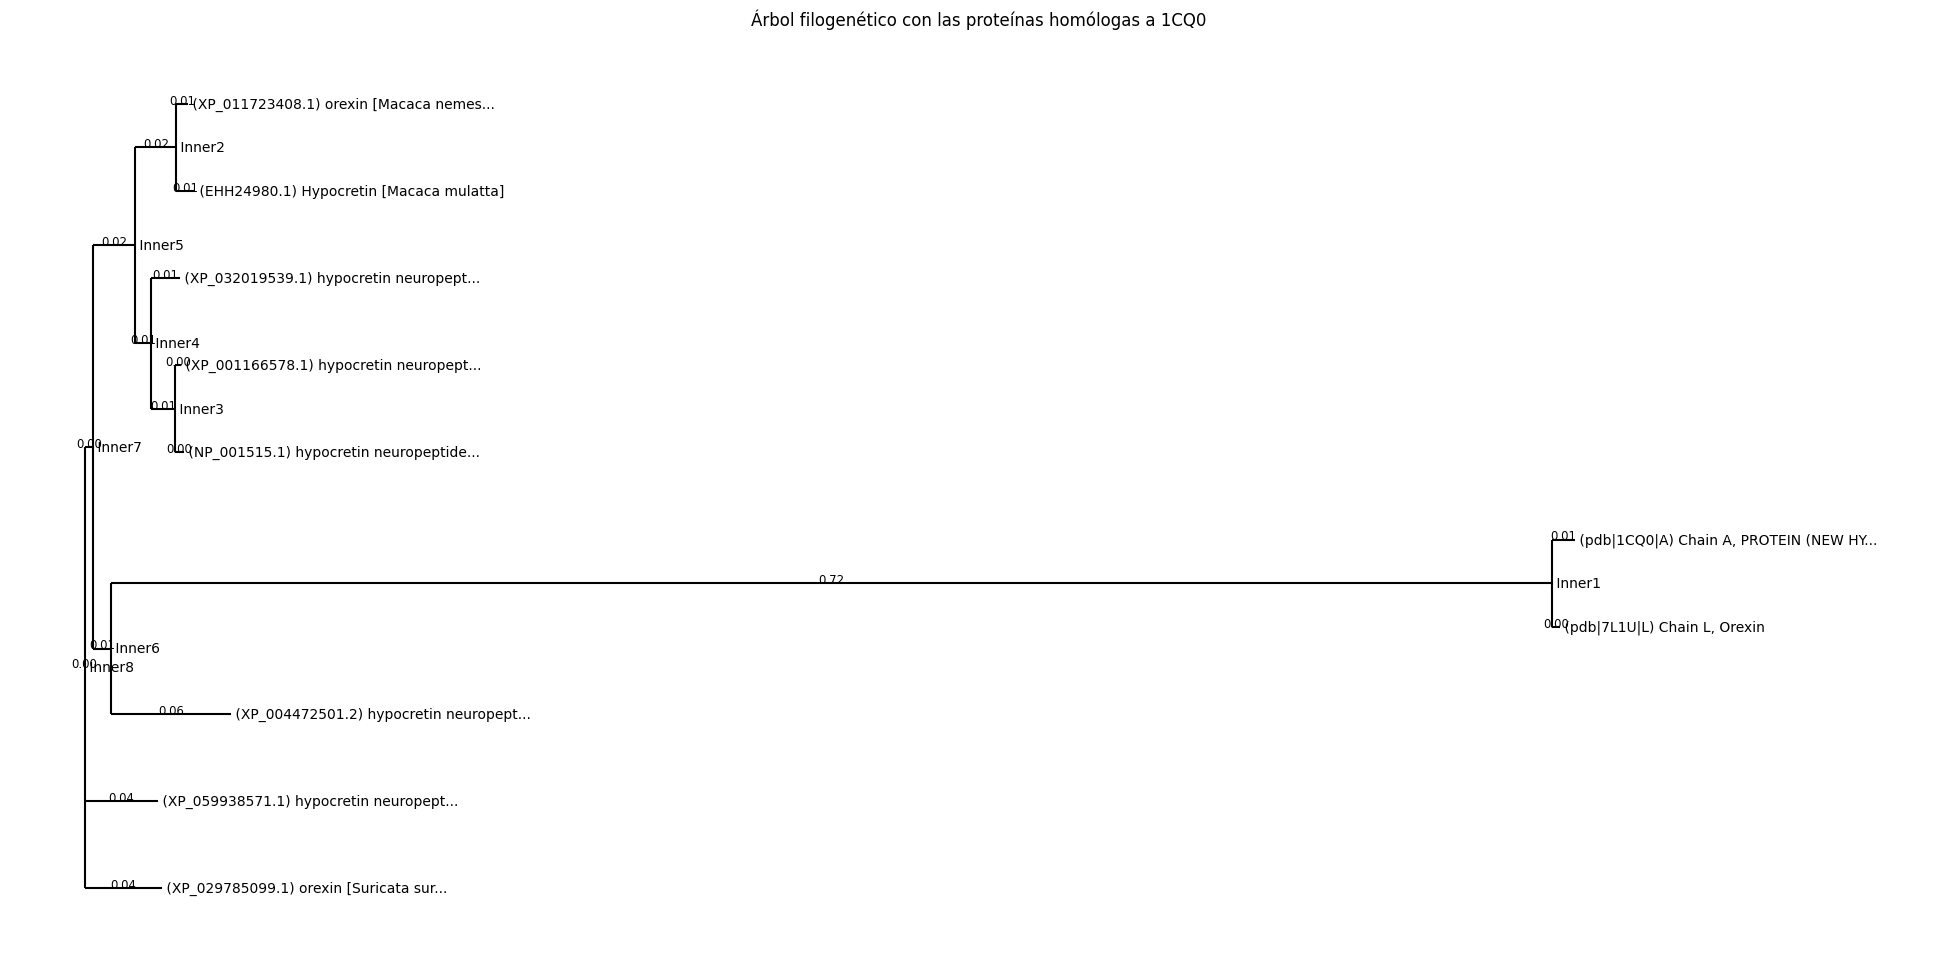 Árbol filogenético con las proteínas homólogas a 1CQ0
0.01 (XP_011723408.1) orexin [Macaca nemes...
0.02 Inner2
0.01 (EHH24980.1) Hypocretin [Macaca mulatta]
0.02 Inner5
0.01 (XP_032019539.1) hypocretin neuropept...
0.01 Inner4
0.00 (XP_001166578.1) hypocretin neuropept...
0.01 Inner3
0.00 Inner7
0.00 (NP_001515.1) hypocretin neuropeptide...
0.01 (pdb|1CQ0|A) Chain A, PROTEIN (NEW HY...
0.72 Inner1
0.00 (pdb|7L1U|L) Chain L, Orexin
0.01 Inner6
0.00 Inner8
0.06 (XP_004472501.2) hypocretin neuropept...
0.04 (XP_059938571.1) hypocretin neuropept...
0.04 (XP_029785099.1) orexin [Suricata sur...